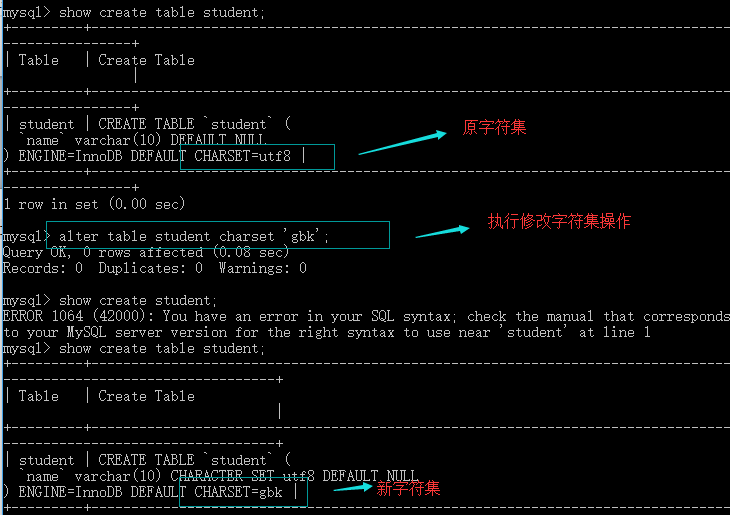 mysql> show create table student;
+---------+------------------------------------------------------------------------------
----------------+
| Table   | Create Table
                |
+---------+------------------------------------------------------------------------------
----------------+
| student | CREATE TABLE `student` (
原字符集
  `name` varchar(10) DEFAULT NULL
) ENGINE=InnoDB DEFAULT CHARSET=utf8 |
+---------+------------------------------------------------------------------------------
----------------+
1 row in set (0.00 sec)
执行修改字符集操作
mysql> alter table student charset 'gbk';
Query OK, 0 rows affected (0.08 sec)
Records: 0  Duplicates: 0  Warnings: 0
mysql> show create student;
ERROR 1064 (42000): You have an error in your SQL syntax; check the manual that corresponds
to your MySQL server version for the right syntax to use near 'student' at line 1
mysql> show create table student;
+---------+------------------------------------------------------------------------------
----------------------------------+
| Table   | Create Table
                                  |
+---------+------------------------------------------------------------------------------
----------------------------------+
| student | CREATE TABLE `student` (
  `name` varchar(10) CHARACTER SET utf8 DEFAULT NULL
) ENGINE=InnoDB DEFAULT CHARSET=gbk |
新字符集